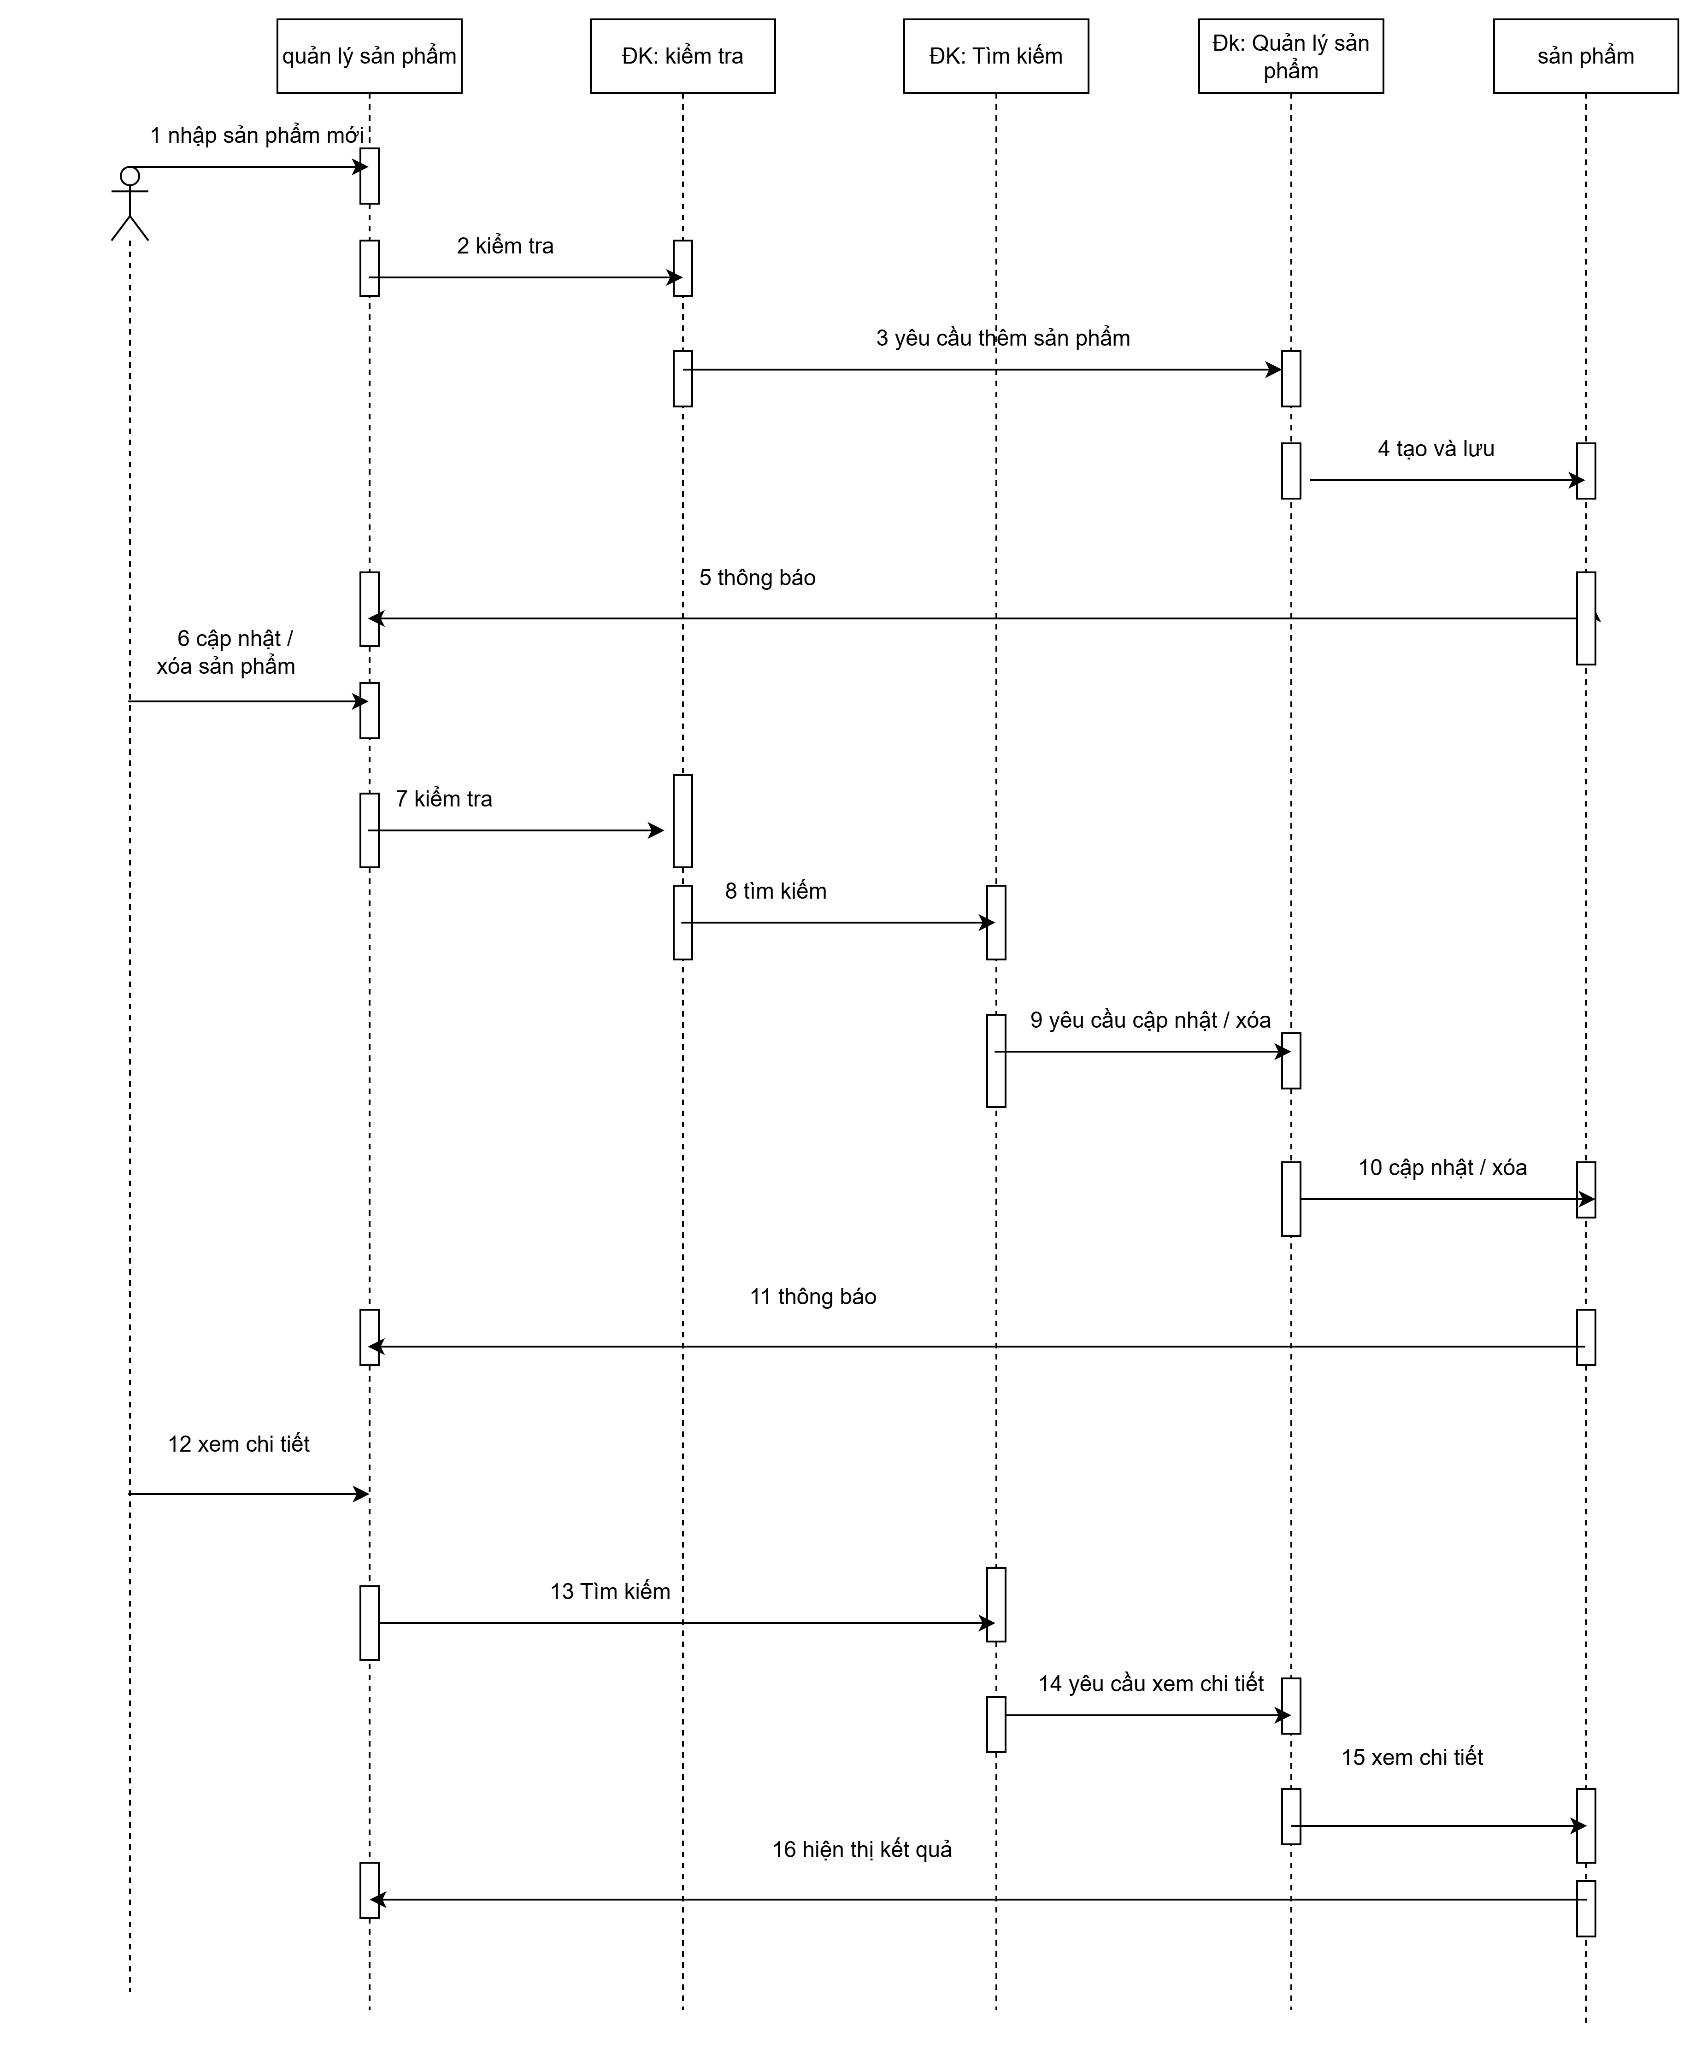 quản lý sản phẩm
ĐK: kiểm tra
ĐK: Tìm kiếm
Đk: Quản lý sản
phẩm
sản phẩm
1 nhập sản phẩm mới
2 kiểm tra
3 yêu cầu thêm sản phẩm
4 tạo và lưu
5 thông báo
6 cập nhật /
xóa sản phẩm
7 kiểm tra
8 tìm kiếm
9 yêu cầu cập nhật / xóa
10 cập nhật / xóa
11 thông báo
12 xem chi tiết
13 Tìm kiếm
14 yêu cầu xem chi tiết
15 xem chi tiết
16 hiện thị kết quả